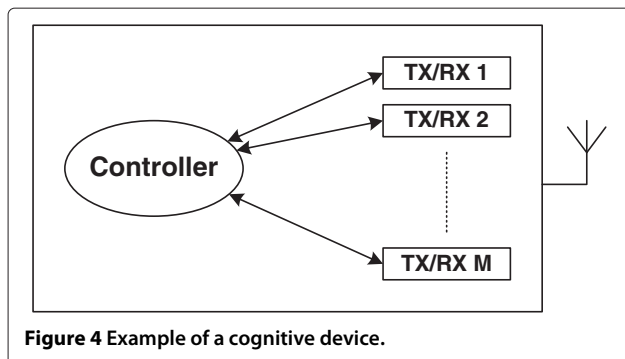 TX/RX 1
TX/RX 2
Controller
TX/RX M
Figure 4 Example of a cognitive device.